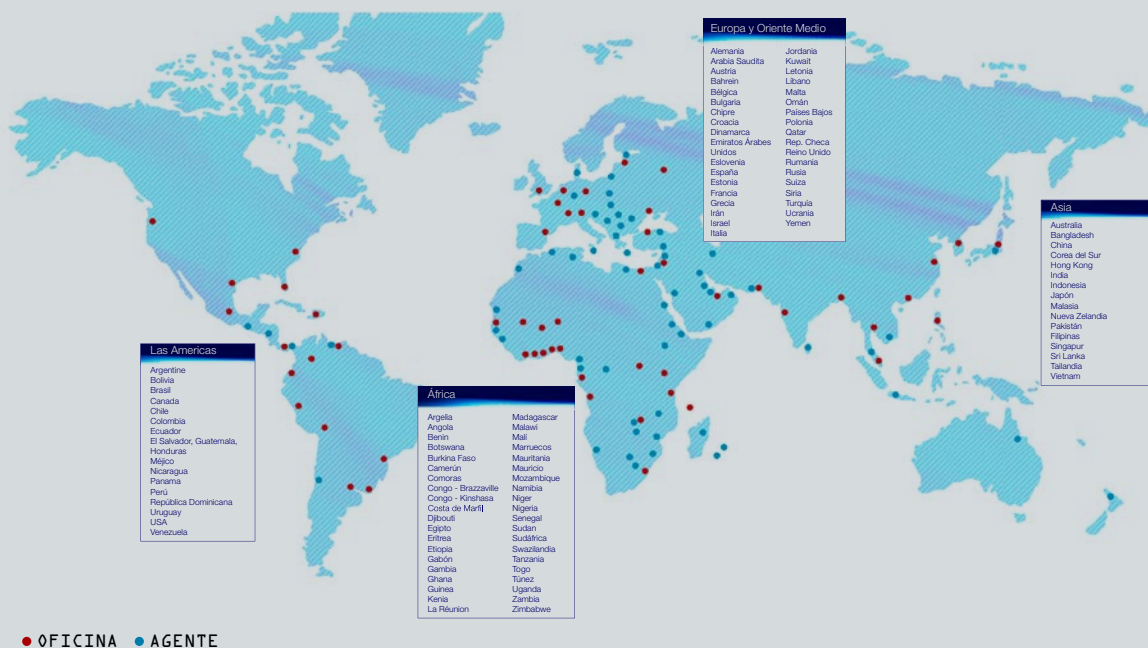 Europa y Oriente Medio
Alemania
Arabia Saudita
Austria
Bahrein
Bélgica
Bulgaria
Chipre
Croacia
Dinamarca
Emiratos Árabes
Unidos
Eslovenia
España
Estonia
Francia
Grecia
Irán
Israel
Italia
Jordania
Kuwait
Letonia
Líbano
Malta
Omán
Países Bajos
Polonia
Qatar
Rep. Checa
Reino Unido
Rumania
Rusia
Suiza
Siria
Turquía
Ucrania
Yemen
Asia
Australia
Bangladesh
China
Corea del Sur
Hong Kong
India
Indonesia
Japón
Malasia
Nueva Zelandia
Pakistán
Filipinas
Singapur
Sri Lanka
Tailandia
Vietnam
Las Americas
Argentine
Bolivia
Brasil
Canada
Chile
Colombia
Ecuador
El Salvador, Guatemala,
Honduras
Méjico
Nicaragua
Panama
Perú
República Dominicana
Uruguay
USA
Venezuela
África
Argelia
Angola
Benin
Botswana
Burkina Faso
Camerún
Comoras
Congo - Brazzaville
Congo - Kinshasa
Costa de Marfil
Djibouti
Egipto
Eritrea
Etiopia
Gabón
Gambia
Ghana
Guinea
Kenia
La Réunion
Madagascar
Malawi
Malí
Marruecos
Mauritania
Mauricio
Mozambique
Namibia
Niger
Nigeria
Senegal
Sudan
Sudáfrica
Swazilandia
Tanzania
Togo
Túnez
Uganda
Zambia
Zimbabwe
OFICINA AGENTE